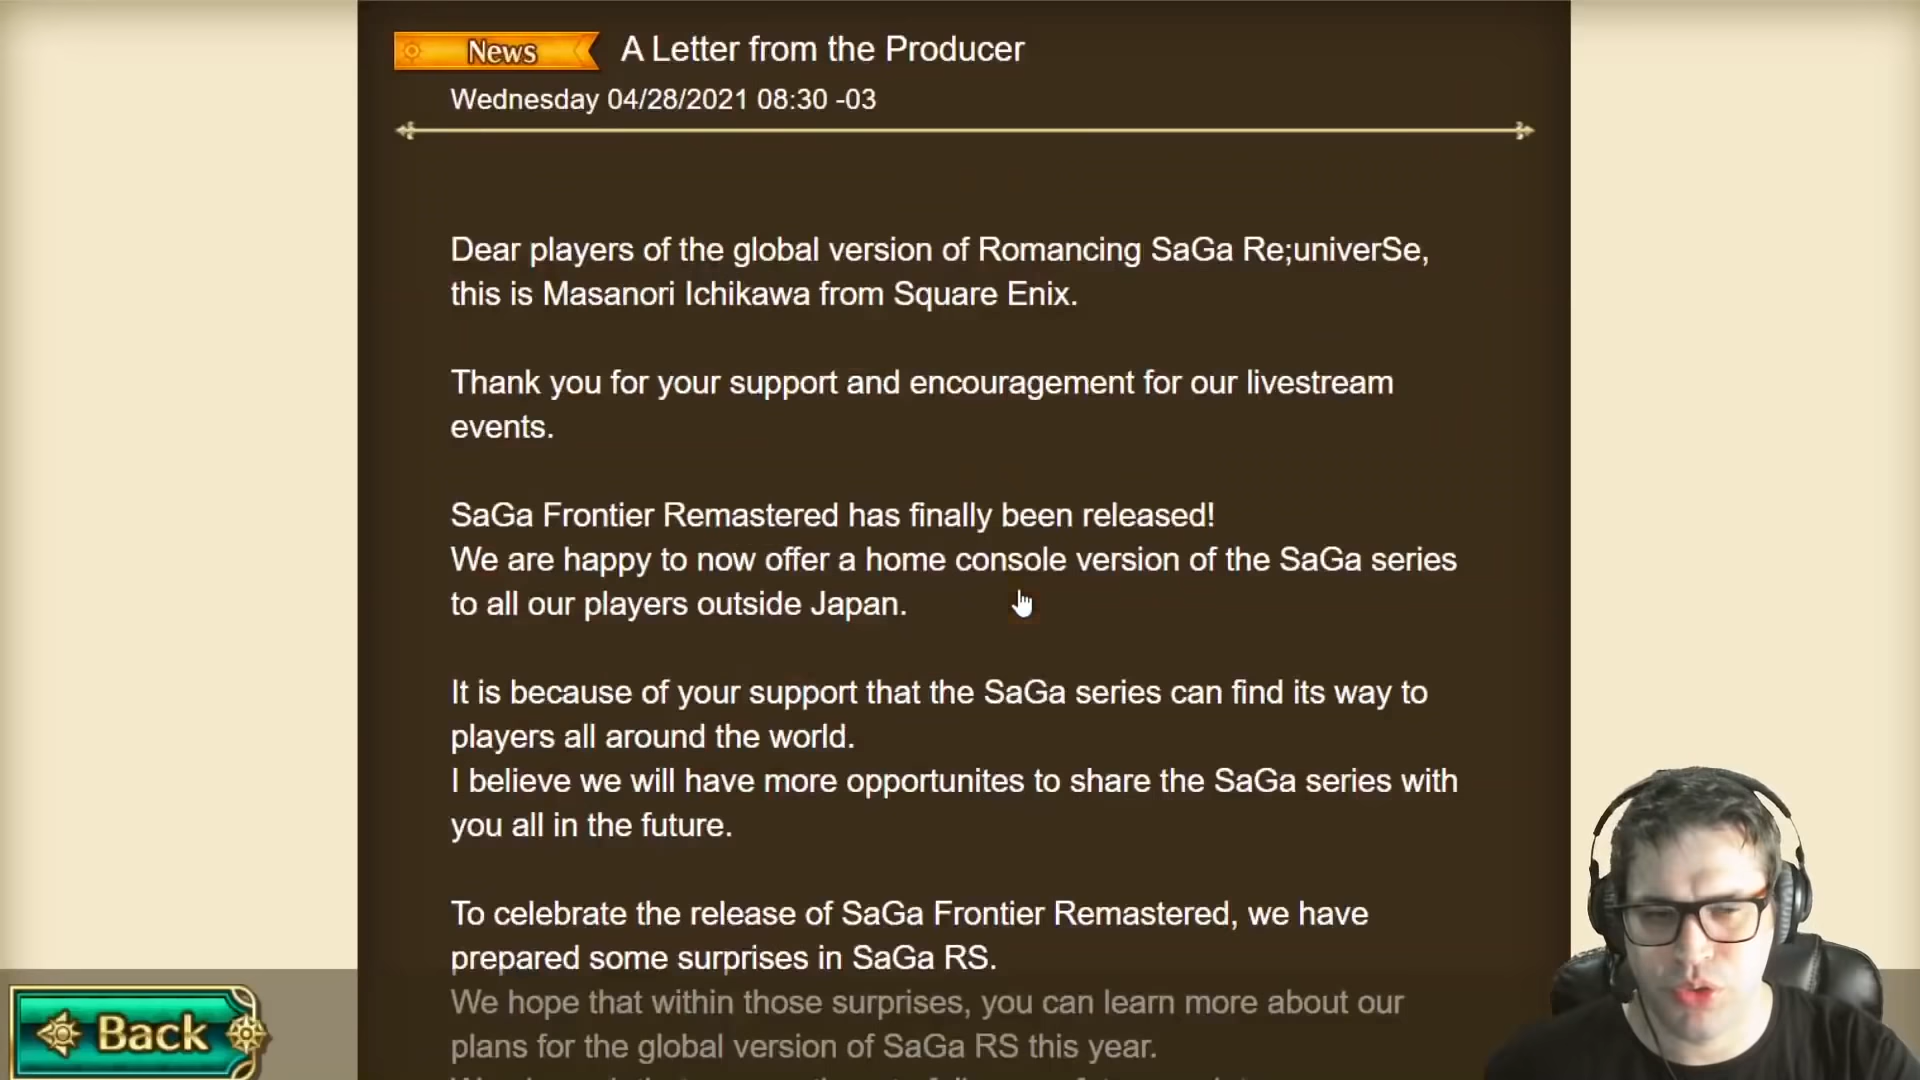 News A Letter from the Producer
Wednesday 04/28/2021 08:30 -03
Dear players of the global version of Romancing SaGa Re;univerSe,
this is Masanori Ichikawa from Square Enix.
Thank you for your support and encouragement for our livestream
events.
SaGa Frontier Remastered has finally been released!
We are happy to now offer a home console version of the SaGa series
to all our players outside Japan.
It is because of your support that the SaGa series can find its way to
players all around the world.
I believe we will have more opportunites to share the SaGa series with
you all in the future.
To celebrate the release of SaGa Frontier Remastered, we have
prepared some surprises in SaGa RS.
We hope that within those surprises, you can learn more about our
plans for the global version of SaGa RS this year.
Back